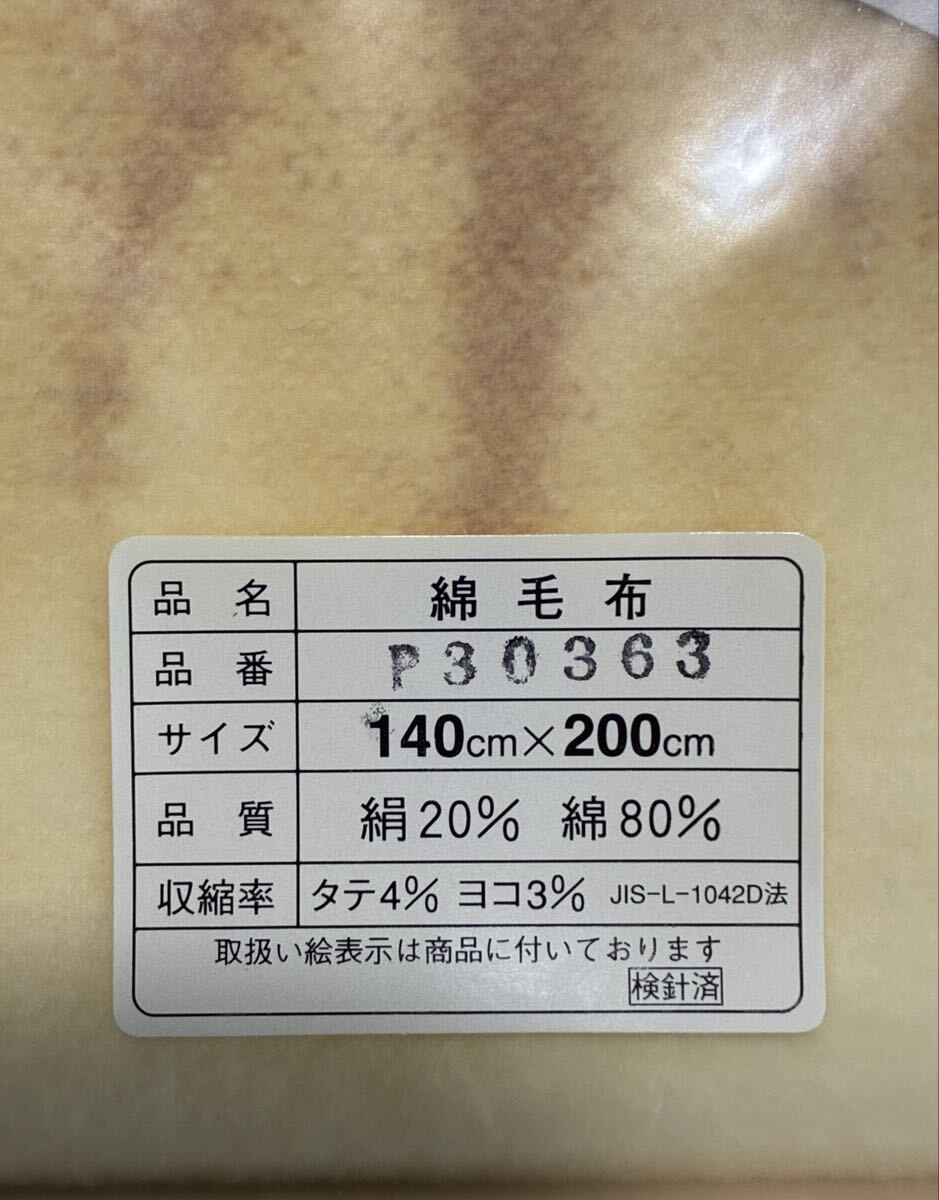 品名 綿毛布
品番 P30363
サイズ 140cm×200cm
品質 絹20% 綿80%
収縮率 タテ4% ヨコ3% JIS-L-1042D法
取扱い絵表示は商品に付いております
検針済